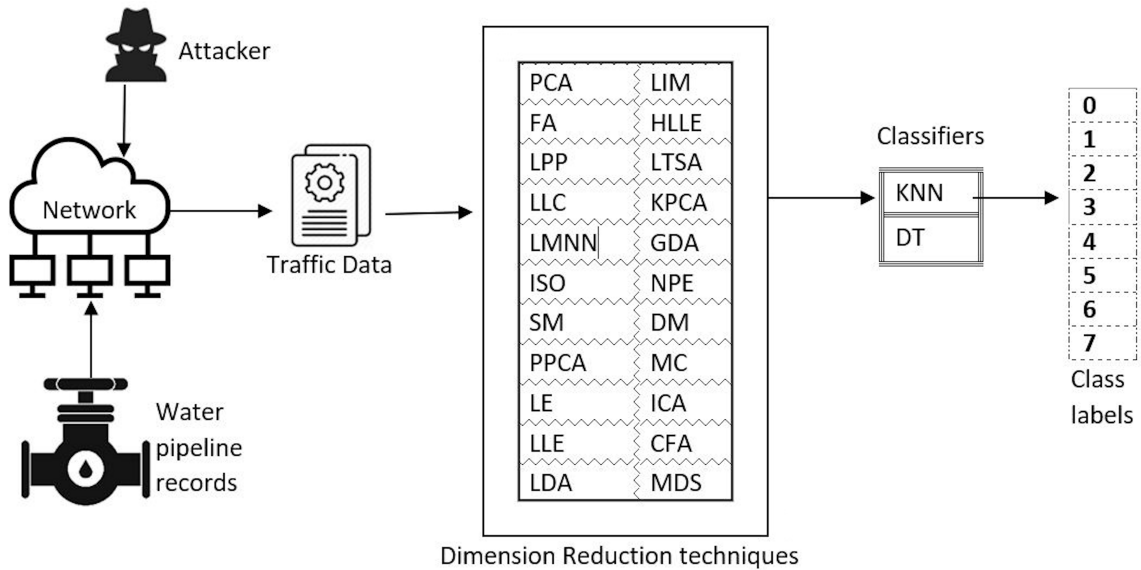 Attacker
Network
Traffic Data
Water
pipeline
records
PCA LIM
FA HLLE
LPP LTSA
LLC KPCA
LMNN GDA
ISO NPE
SM DM
PPCA MC
LE ICA
LLE CFA
LDA MDS
Dimension Reduction techniques
Classifiers
KNN
DT
0
1
2
3
4
5
6
7
Class
labels